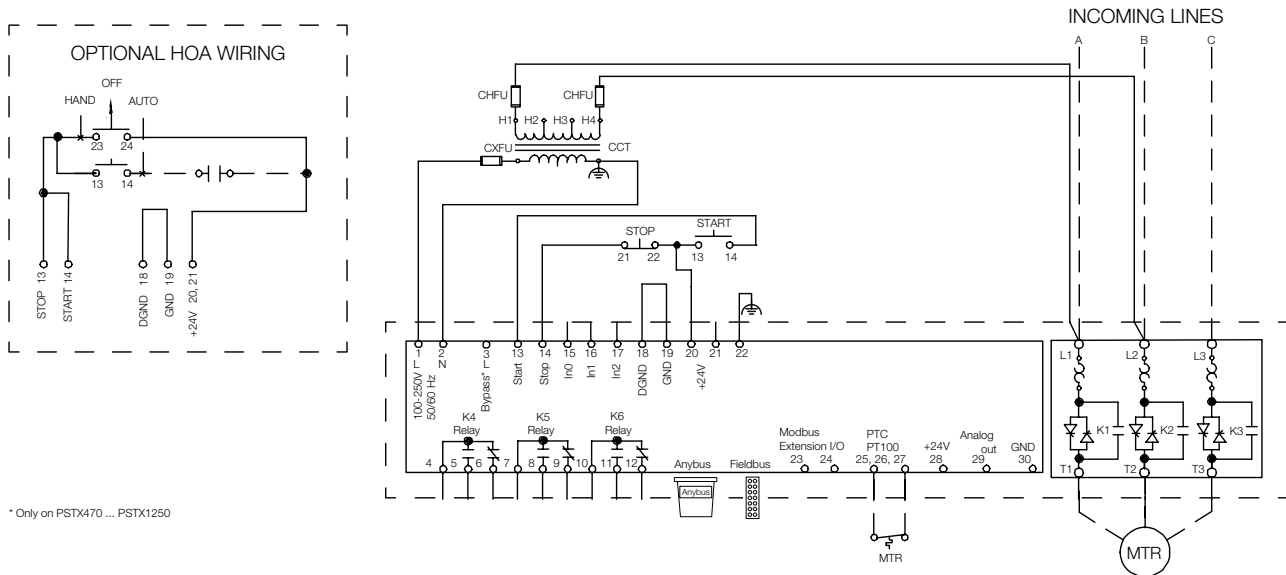 INCOMING LINES
A B C
OPTIONAL HOA WIRING
OFF
HAND AUTO
23 24
13 14
STOP 13
START 14
DGND 18
GND 19
+24V 20, 21
CHFU CHFU
H1 H2 H3 H4
CXFU CCT
STOP START
21 22 13 14
1 2 3 13 14 15 16 17 18 19 20 21 22
100-250V L
50/60 Hz N
Bypass* L
Start
Stop
In0
In1
In2
DGND
GND
+24V
K4
Relay
K5
Relay
K6
Relay
4 5 6 7 8 9 10 11 12
Anybus
Anybus
Fieldbus
Modbus
Extension I/O
23 24
PTC
PT100
25, 26, 27
+24V
28
Analog
out
29
GND
30
MTR
L1 L2 L3
K1 K2 K3
T1 T2 T3
MTR
* Only on PSTX470 ... PSTX1250